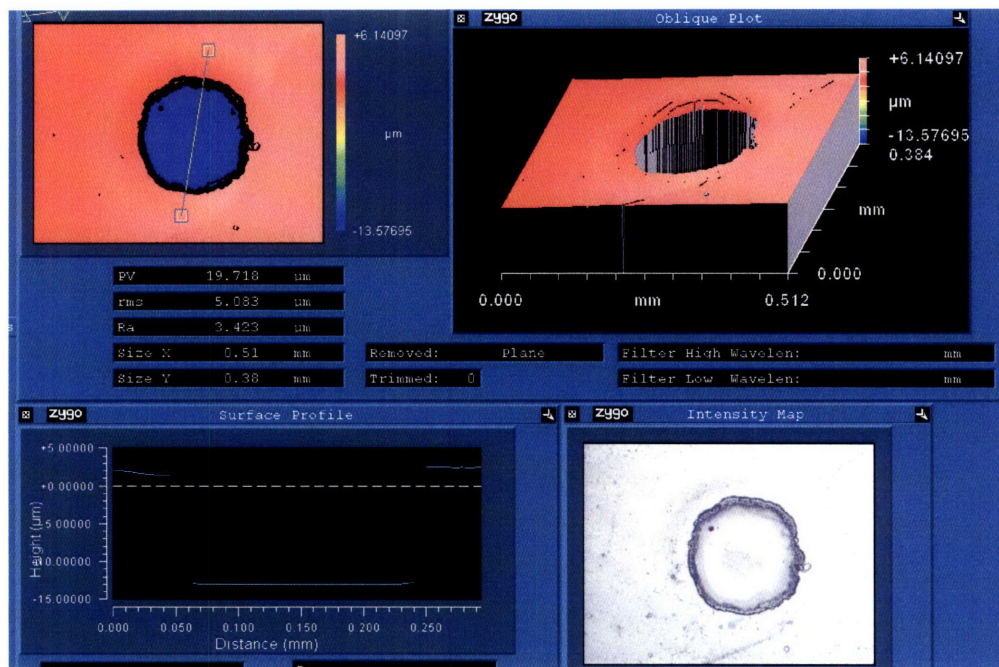 PV
+6.14097
µm
-13.57695
zygo Oblique Plot
+6.14097
µm
-13.57695
0.384
mm
0.000
0.000 mm 0.512
PV 19.718 µm
rms 5.083 µm
Ra 3.423 µm
Size X 0.51 mm
Size Y 0.38 mm
Removed: Plane
Trimmed: 0
Filter High Wavelen: mm
Filter Low Wavelen: mm
zygo Surface Profile
+5.00000
+0.00000
-5.00000
-10.00000
-15.00000
Height (µm)
0.000 0.050 0.100 0.150 0.200 0.250
Distance (mm)
zygo Intensity Map